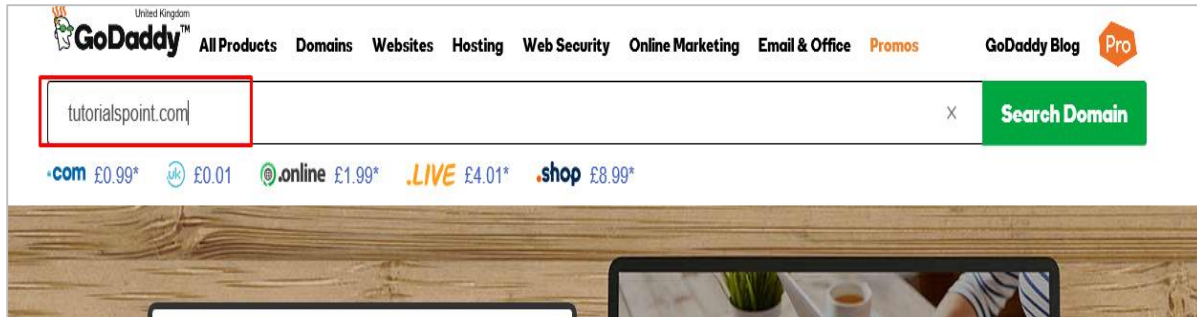 United Kingdom
GoDaddy™ All Products Domains Websites Hosting Web Security Online Marketing Email & Office Promos GoDaddy Blog Pro
tutorialspoint.com X Search Domain
.com £0.99* .uk £0.01 .online £1.99* .LIVE £4.01* .shop £8.99*